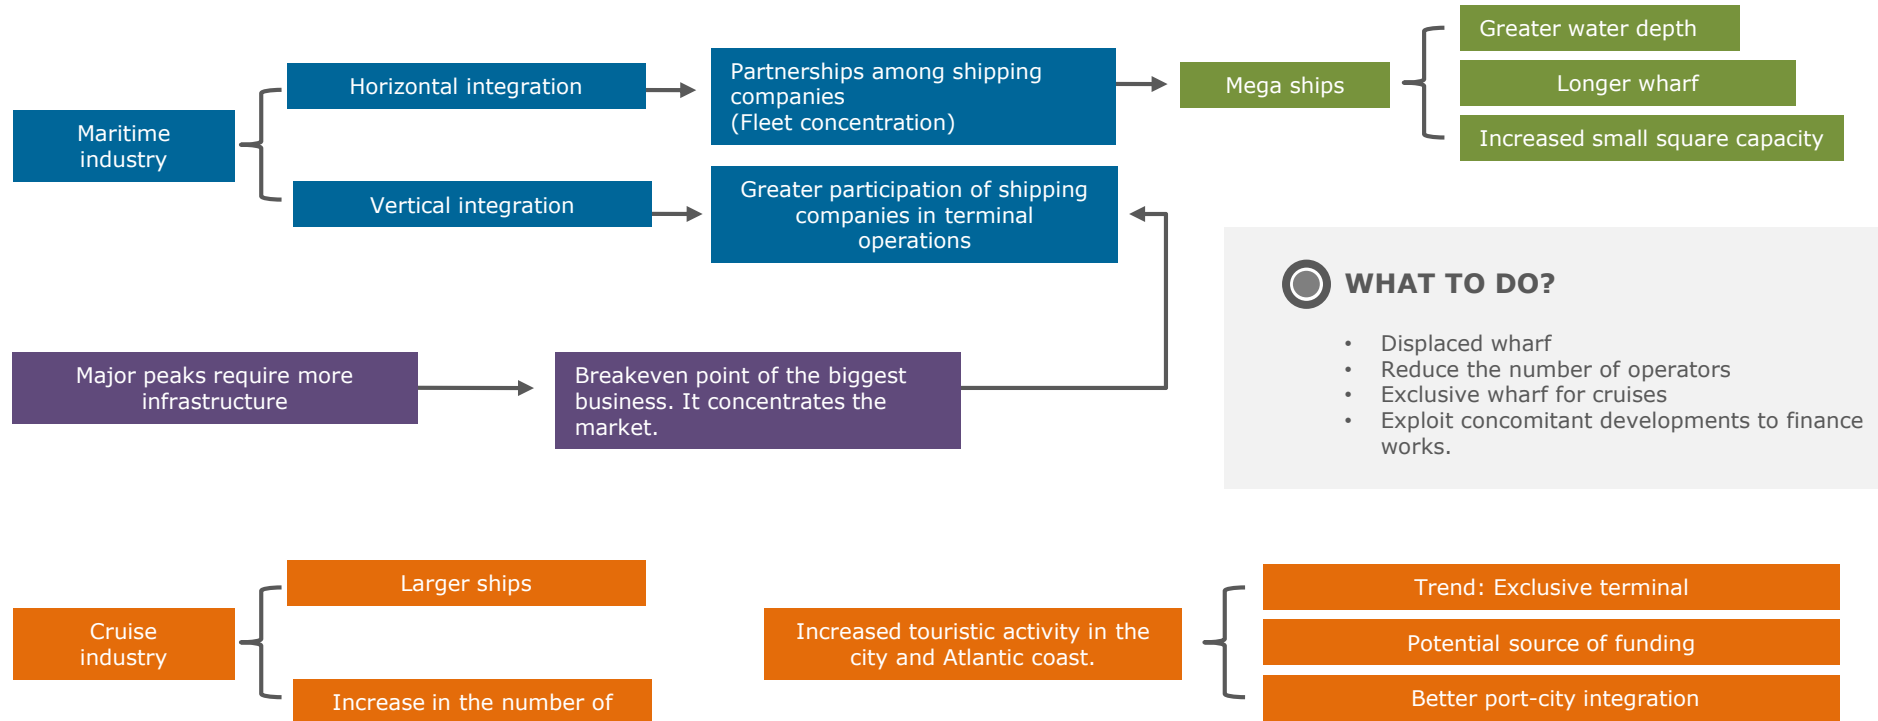 Maritime
industry
Horizontal integration
Vertical integration
Partnerships among shipping
companies
(Fleet concentration)
Greater participation of shipping
companies in terminal
operations
Mega ships
Greater water depth
Longer wharf
Increased small square capacity
Major peaks require more
infrastructure
Breakeven point of the biggest
business. It concentrates the
market.
WHAT TO DO?
• Displaced wharf
• Reduce the number of operators
• Exclusive wharf for cruises
• Exploit concomitant developments to finance
works.
Cruise
industry
Larger ships
Increase in the number of
Increased touristic activity in the
city and Atlantic coast.
Trend: Exclusive terminal
Potential source of funding
Better port-city integration